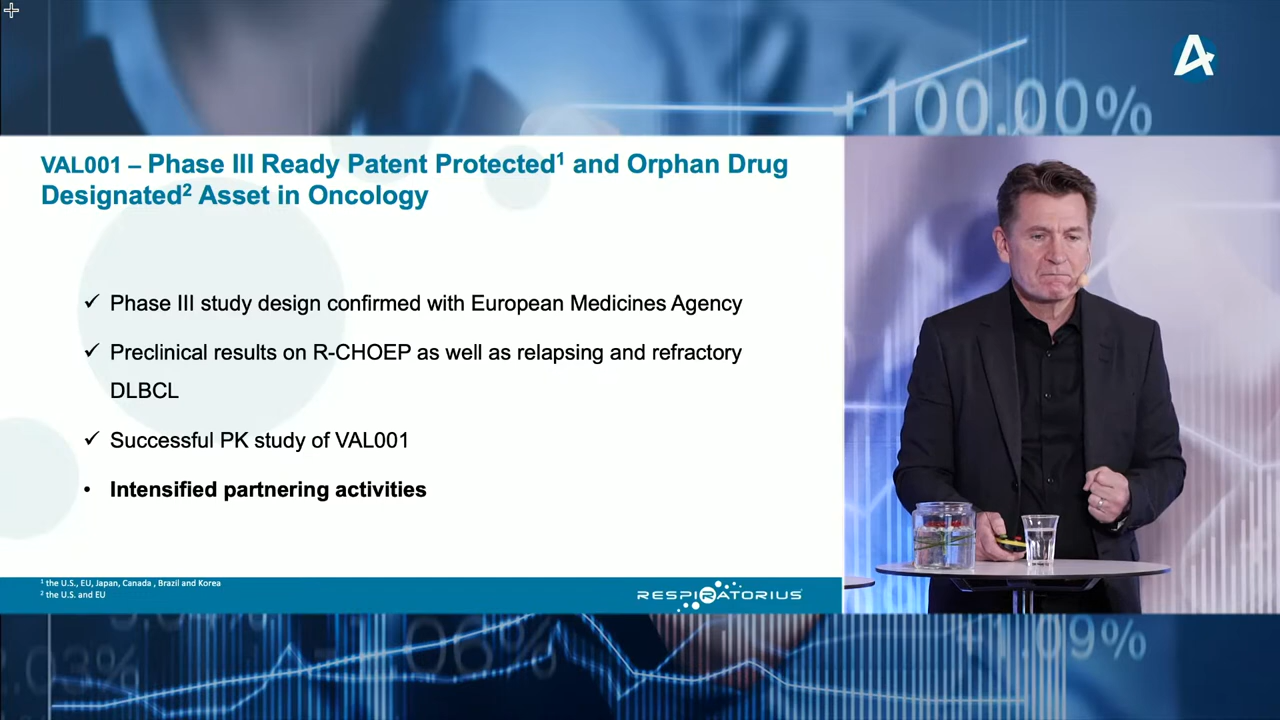 +100.00%
VAL001 – Phase III Ready Patent Protected¹ and Orphan Drug
Designated² Asset in Oncology
✓ Phase III study design confirmed with European Medicines Agency
✓ Preclinical results on R-CHOEP as well as relapsing and refractory
DLBCL
✓ Successful PK study of VAL001
• Intensified partnering activities
¹ the U.S., EU, Japan, Canada , Brazil and Korea
² the U.S. and EU
RESPIRATORIUS